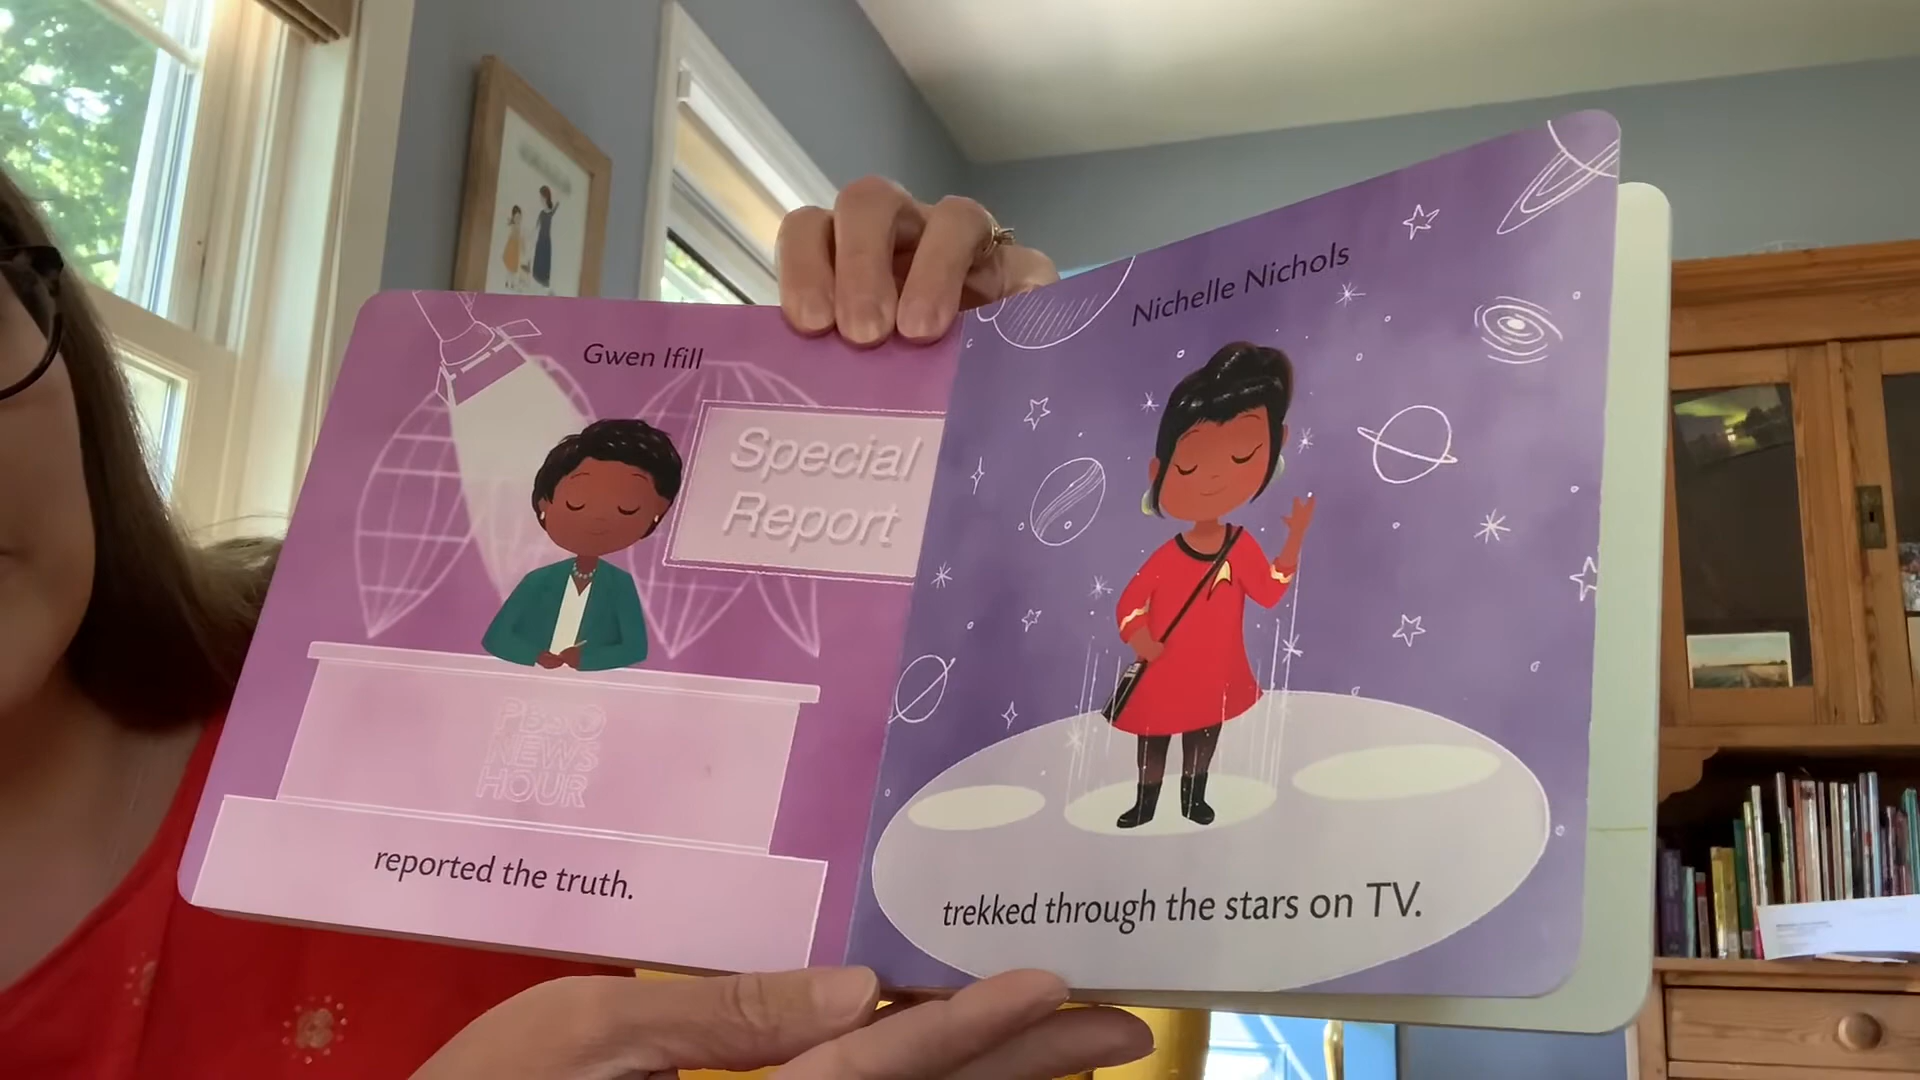 Gwen Ifill
Special
Report
PBS
NEWS
HOUR
reported the truth.
Nichelle Nichols
trekked through the stars on TV.